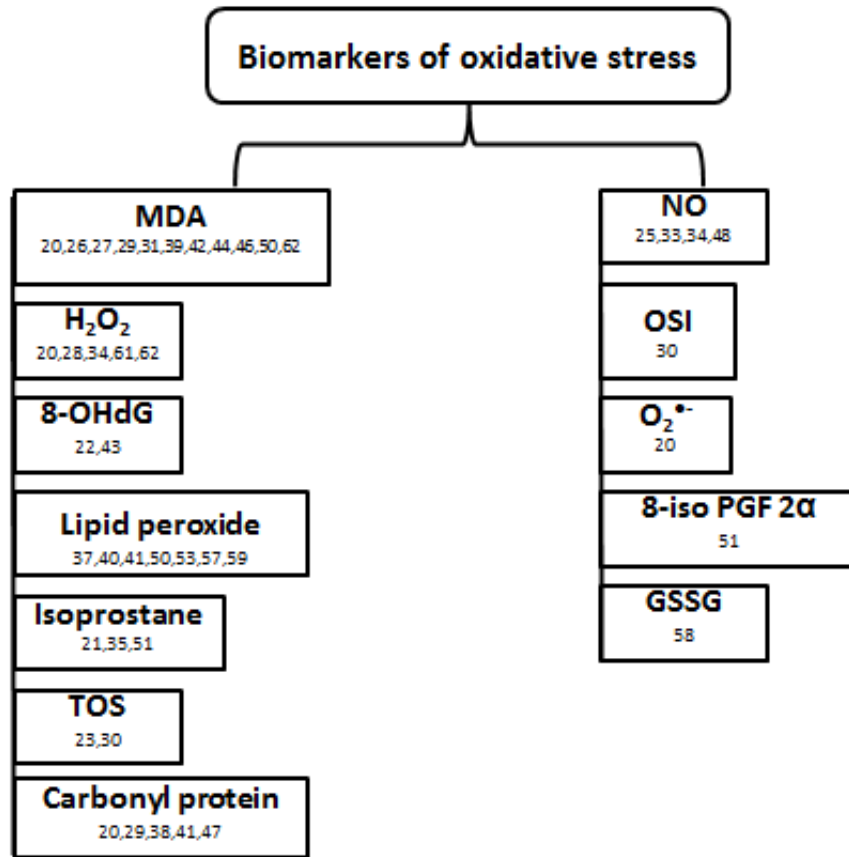 Biomarkers of oxidative stress
MDA
20,26,27,29,31,39,42,44,46,50,62
H₂O₂
20,28,34,61,62
8-OHdG
22,43
Lipid peroxide
37,40,41,50,53,57,59
Isoprostane
21,35,51
TOS
23,30
Carbonyl protein
20,29,38,41,47
NO
25,33,34,48
OSI
30
O₂•-
20
8-iso PGF 2α
51
GSSG
58